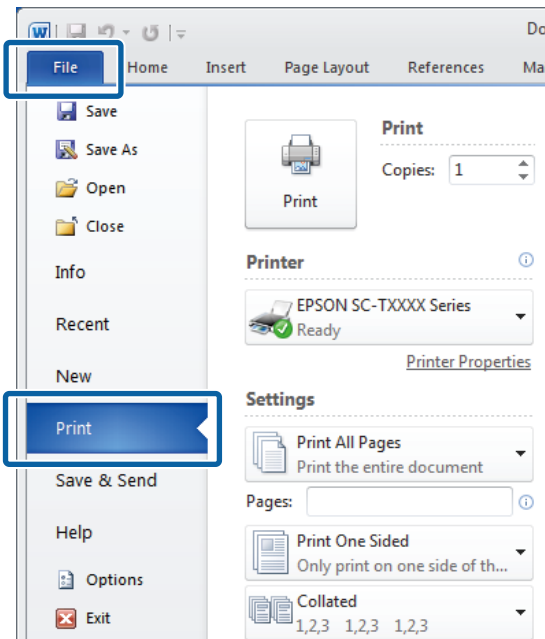 W
Do
File Home Insert Page Layout References Ma
Save
Save As
Open
Close
Info
Recent
New
Print
Save & Send
Help
Options
Exit
Print
Print
Copies: 1
Printer
EPSON SC-TXXXX Series
Ready
Printer Properties
Settings
Print All Pages
Print the entire document
Pages:
Print One Sided
Only print on one side of th...
Collated
1,2,3 1,2,3 1,2,3